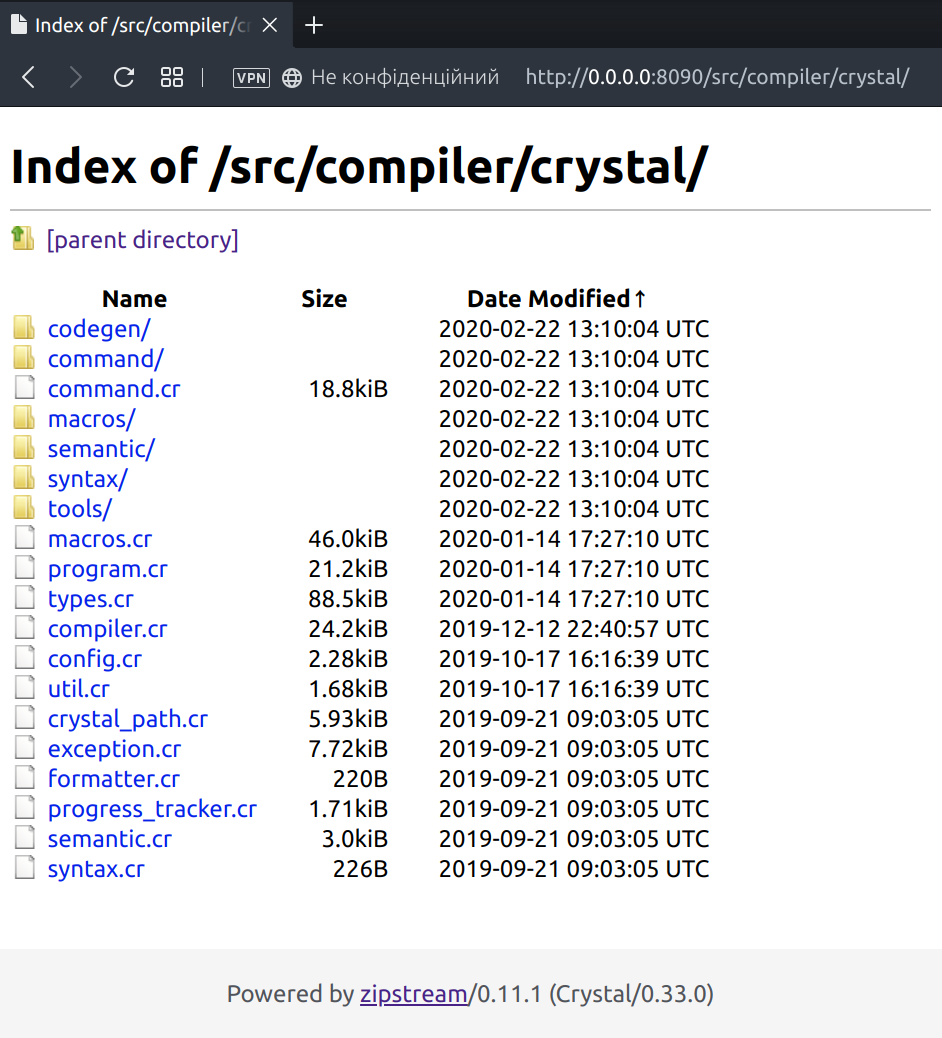 Index of /src/compiler/cr
VPN Не конфіденційний http://0.0.0.0:8090/src/compiler/crystal/
Index of /src/compiler/crystal/
[parent directory]
Name Size Date Modified↑
codegen/ 2020-02-22 13:10:04 UTC
command/ 2020-02-22 13:10:04 UTC
command.cr 18.8kiB 2020-02-22 13:10:04 UTC
macros/ 2020-02-22 13:10:04 UTC
semantic/ 2020-02-22 13:10:04 UTC
syntax/ 2020-02-22 13:10:04 UTC
tools/ 2020-02-22 13:10:04 UTC
macros.cr 46.0kiB 2020-01-14 17:27:10 UTC
program.cr 21.2kiB 2020-01-14 17:27:10 UTC
types.cr 88.5kiB 2020-01-14 17:27:10 UTC
compiler.cr 24.2kiB 2019-12-12 22:40:57 UTC
config.cr 2.28kiB 2019-10-17 16:16:39 UTC
util.cr 1.68kiB 2019-10-17 16:16:39 UTC
crystal_path.cr 5.93kiB 2019-09-21 09:03:05 UTC
exception.cr 7.72kiB 2019-09-21 09:03:05 UTC
formatter.cr 220B 2019-09-21 09:03:05 UTC
progress_tracker.cr 1.71kiB 2019-09-21 09:03:05 UTC
semantic.cr 3.0kiB 2019-09-21 09:03:05 UTC
syntax.cr 226B 2019-09-21 09:03:05 UTC
Powered by zipstream/0.11.1 (Crystal/0.33.0)